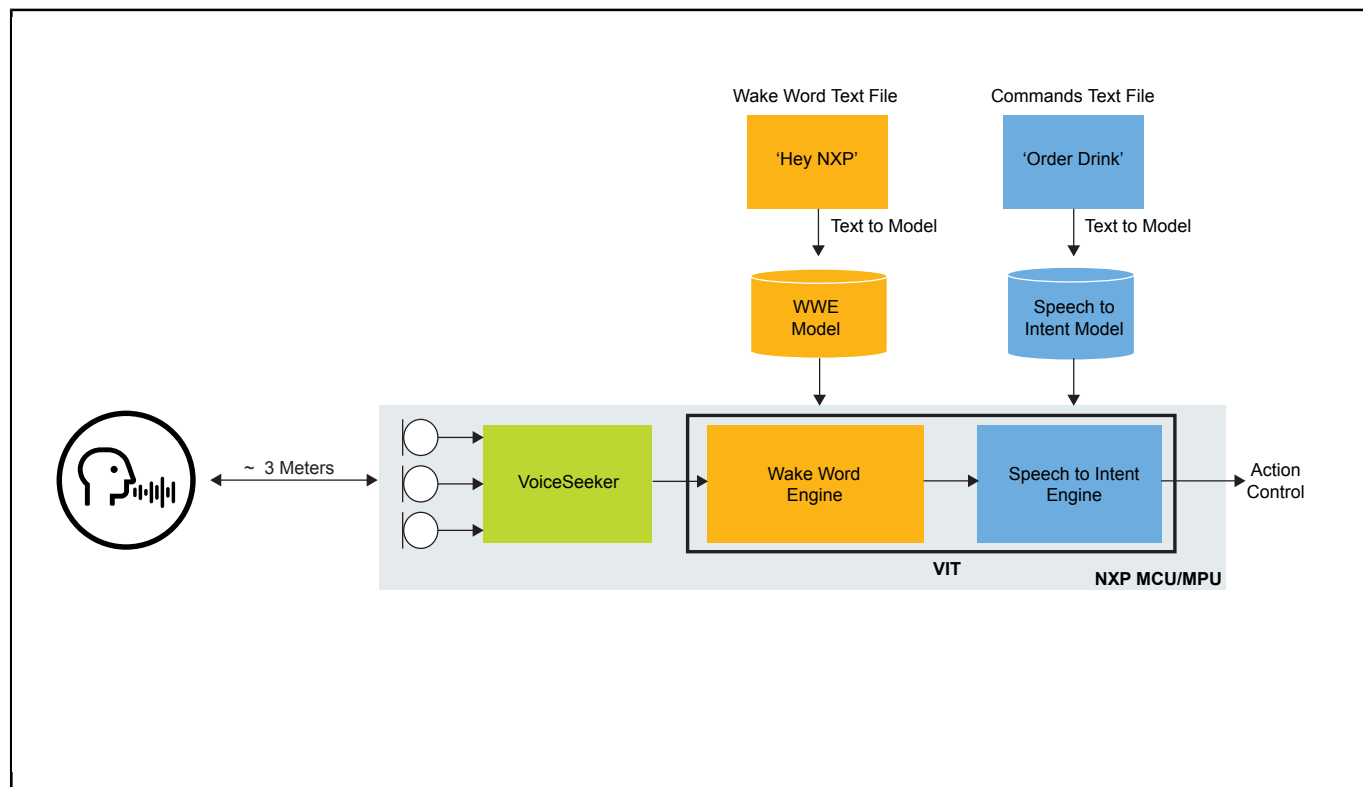 Wake Word Text File
Commands Text File
‘Hey NXP’
‘Order Drink’
Text to Model
Text to Model
WWE
Model
Speech to
Intent Model
~ 3 Meters
VoiceSeeker
Wake Word
Engine
Speech to Intent
Engine
Action
Control
VIT
NXP MCU/MPU